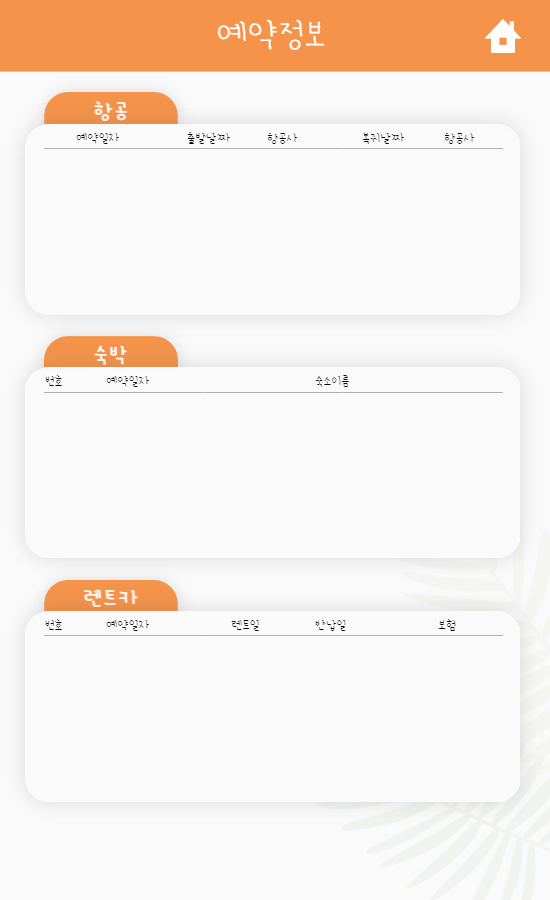 예약정보
항공
예약일자 출발날짜 항공사 복귀날짜 항공사
숙박
번호 예약일자 숙소이름
렌트카
번호 예약일자 렌트일 반납일 보험